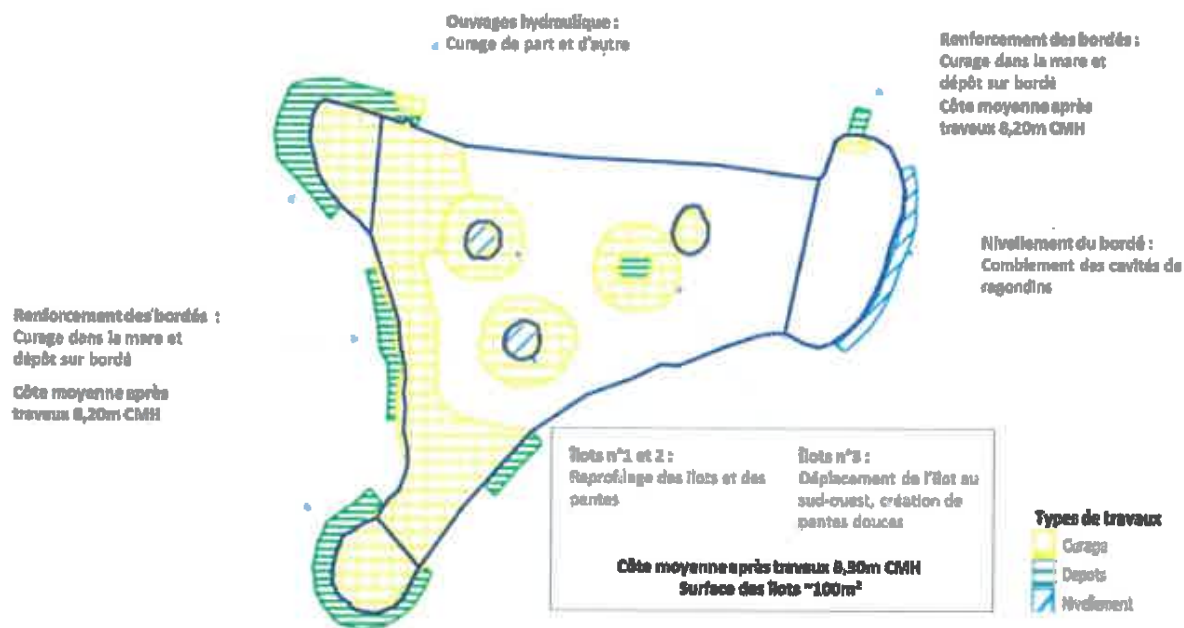 Ouvrages hydraulique :
Curage de part et d'autre
Renforcement des bordés :
Curage dans la mare et
dépôt sur bordé
Côte moyenne après
travaux 8,20m CMH
Nivellement du bordé :
Comblement des cavités de
ragondins
Renforcement des bordés :
Curage dans la mare et
dépôt sur bordé
Côte moyenne après
travaux 8,20m CMH
Îlots n°1 et 2 :
Reprofilage des îlots et des
pentes
Îlots n°3 :
Déplacement de l'îlot au
sud-ouest, création de
pentes douces
Côte moyenne après travaux 8,30m CMH
Surface des îlots ~100m²
Types de travaux
Curage
Depots
Nivellement